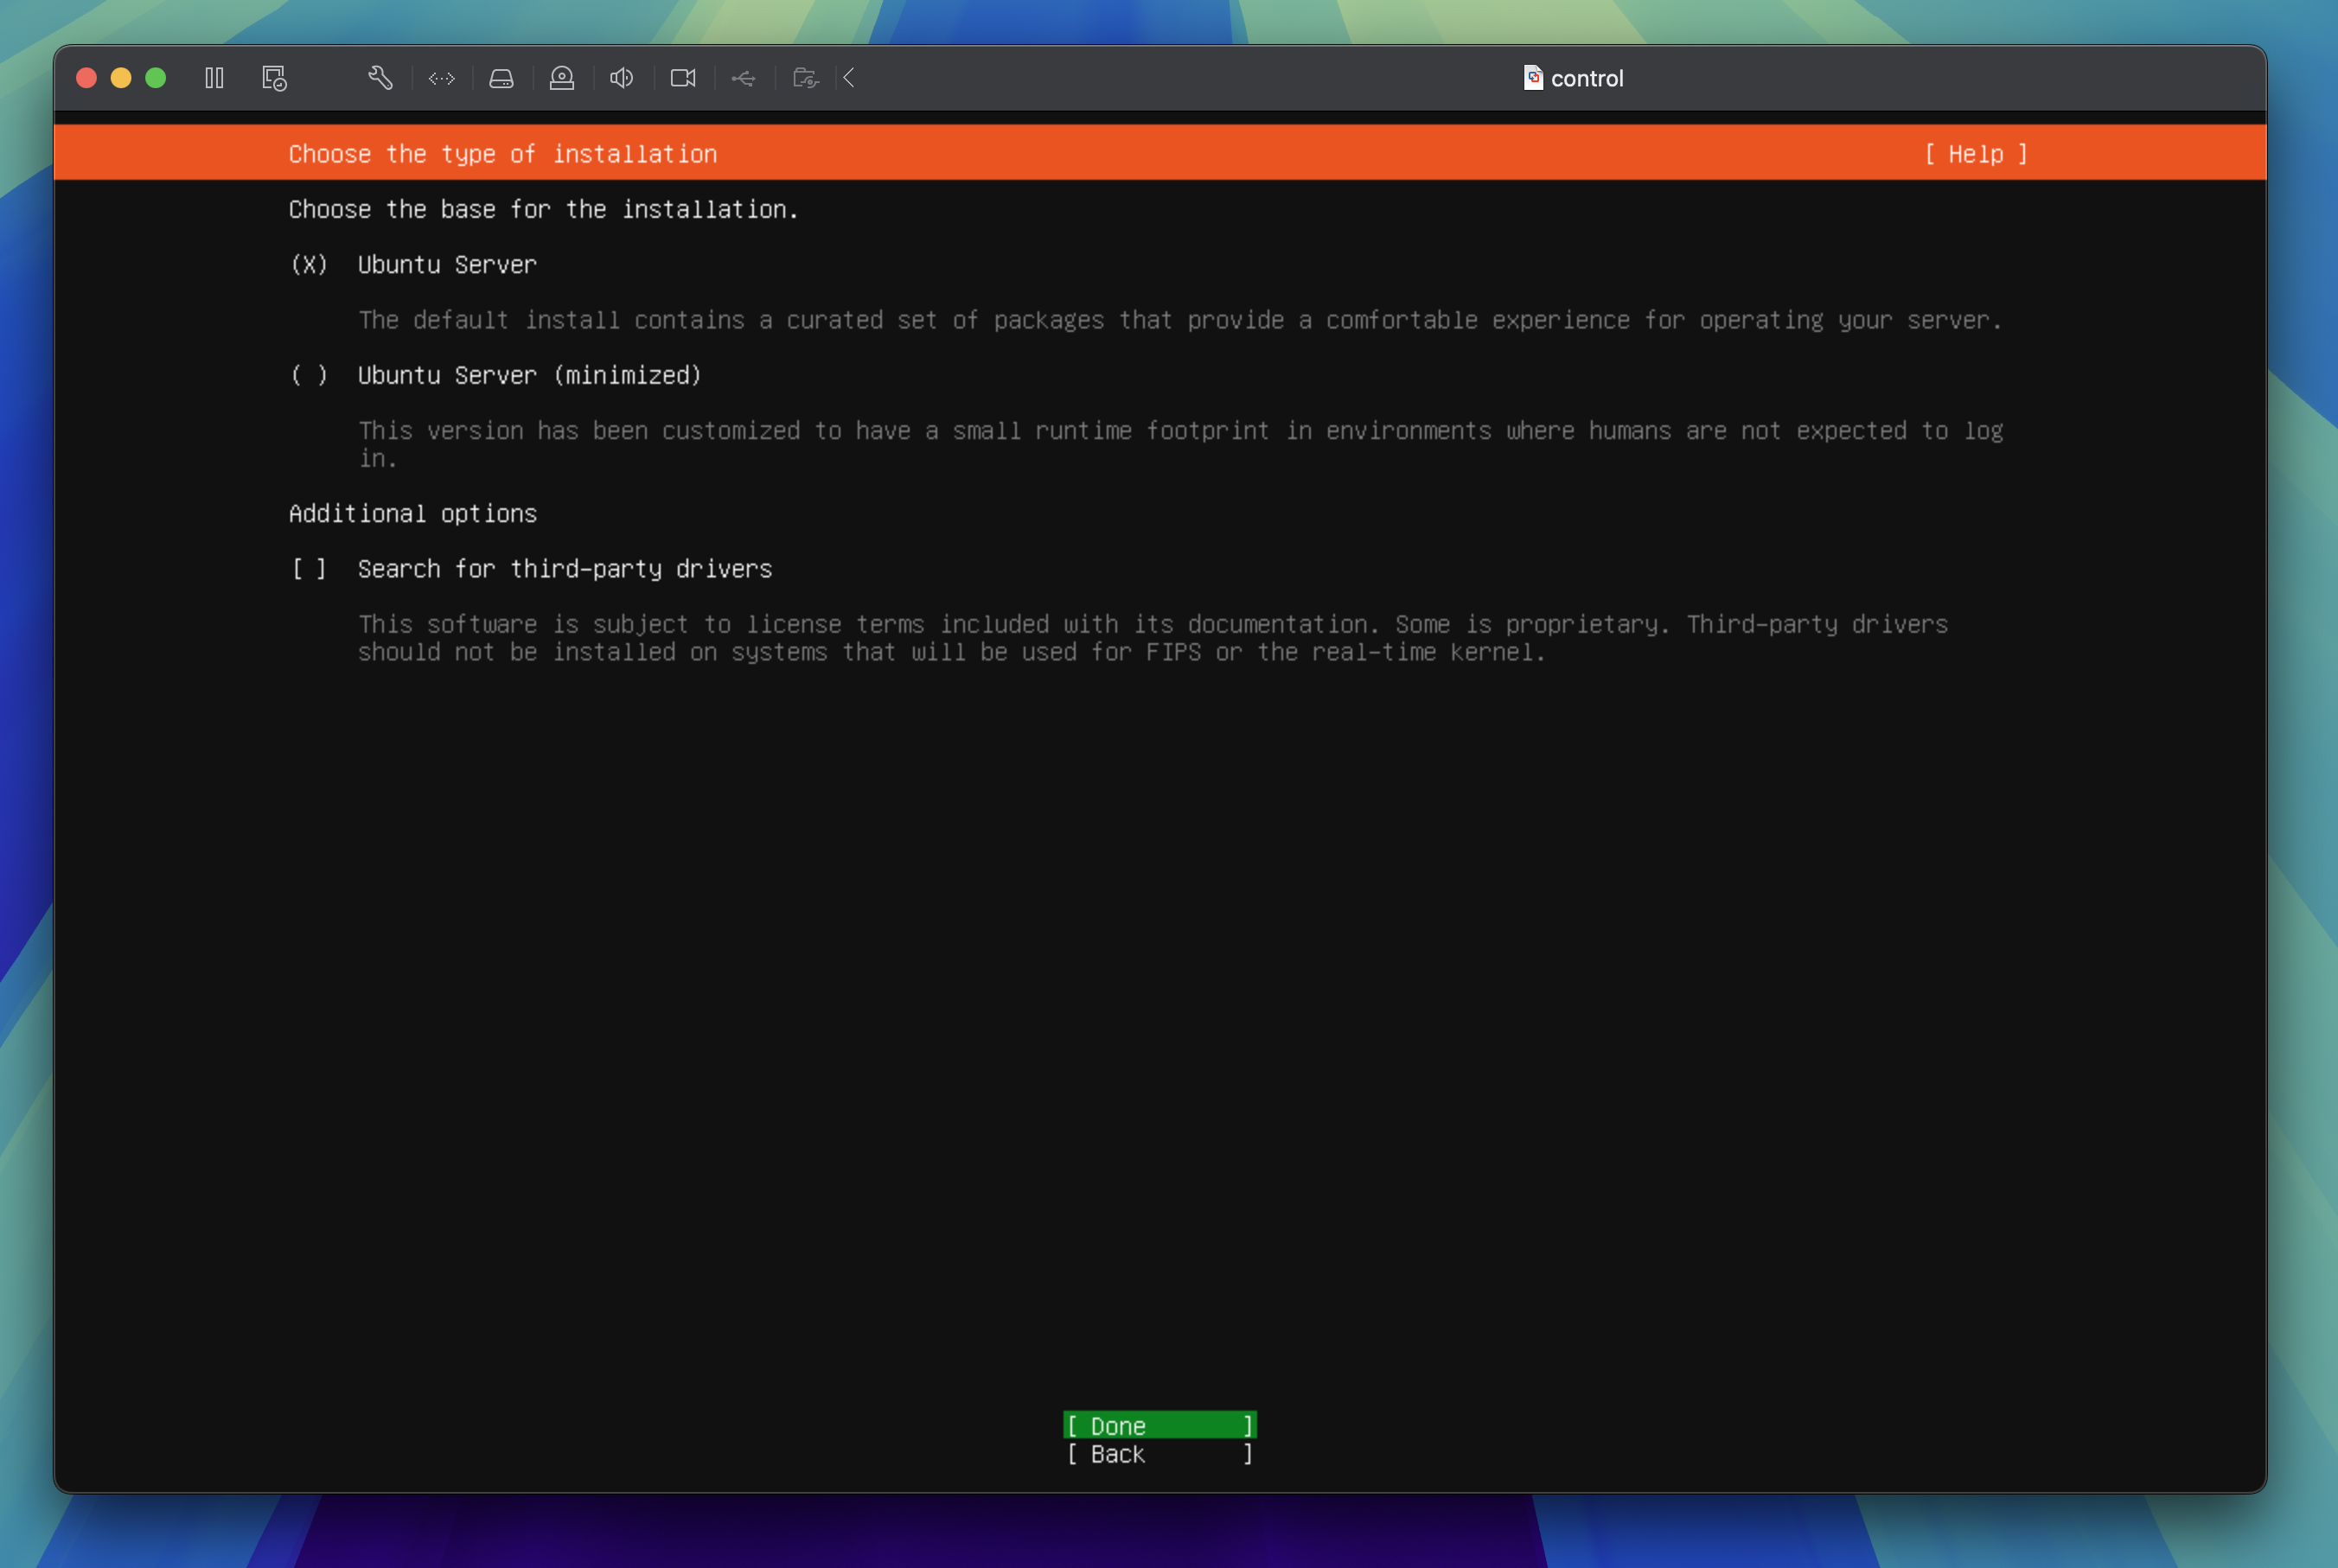 control
Choose the type of installation [ Help ]
Choose the base for the installation.
(X) Ubuntu Server
The default install contains a curated set of packages that provide a comfortable experience for operating your server.
( ) Ubuntu Server (minimized)
This version has been customized to have a small runtime footprint in environments where humans are not expected to log
in.
Additional options
[ ] Search for third-party drivers
This software is subject to license terms included with its documentation. Some is proprietary. Third-party drivers
should not be installed on systems that will be used for FIPS or the real-time kernel.
[ Done ]
[ Back ]